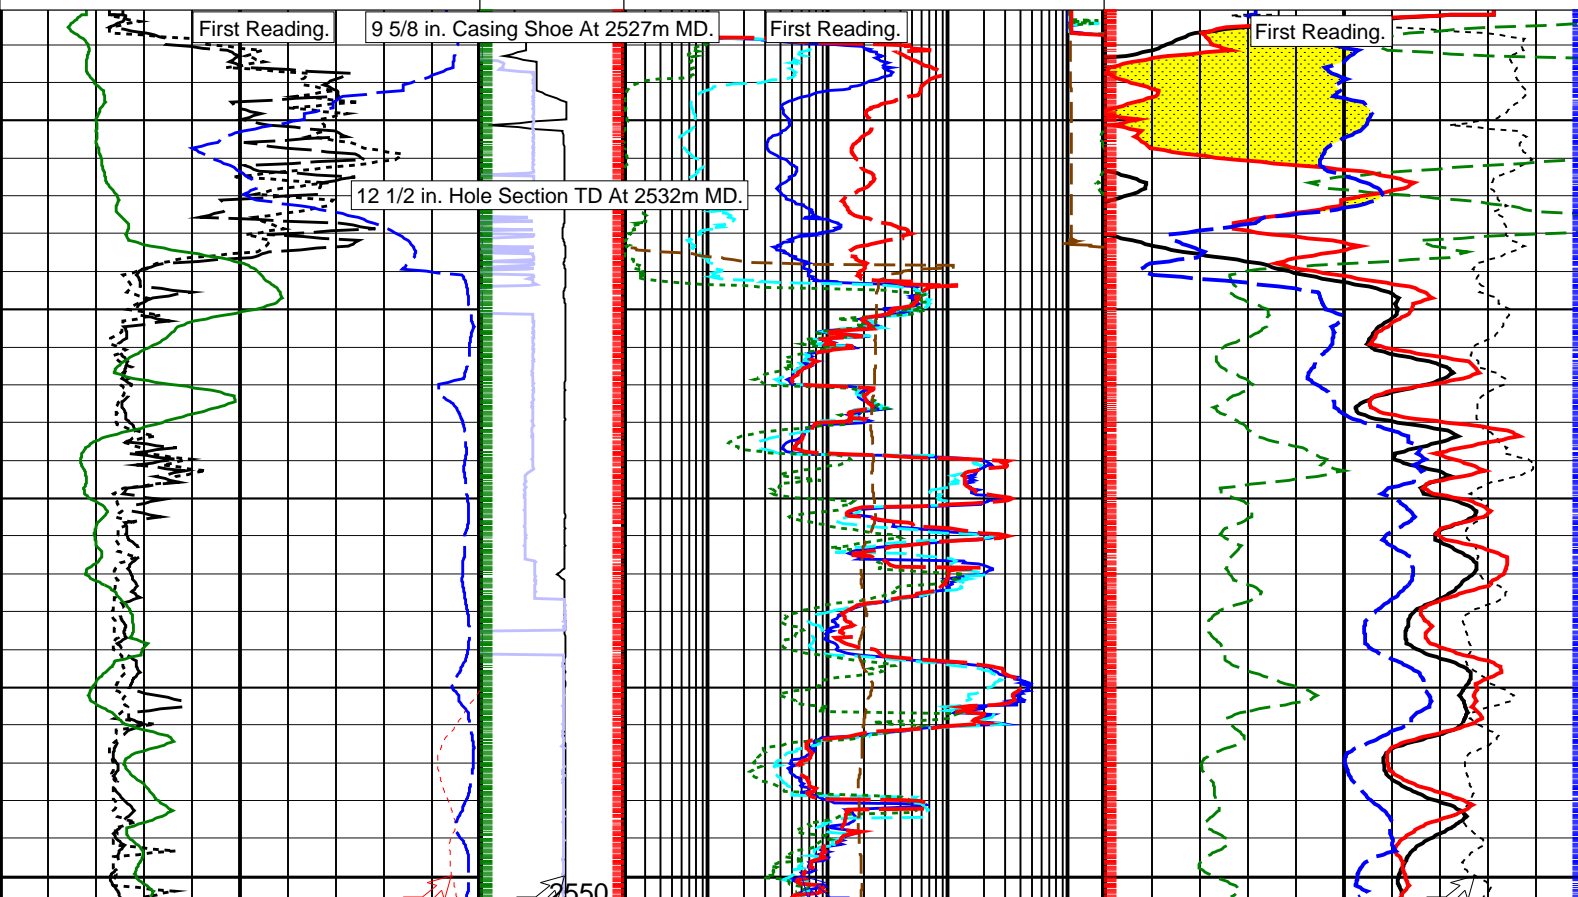 First Reading.
9 5/8 in. Casing Shoe At 2527m MD.
First Reading.
First Reading.
12 1/2 in. Hole Section TD At 2532m MD.
2550